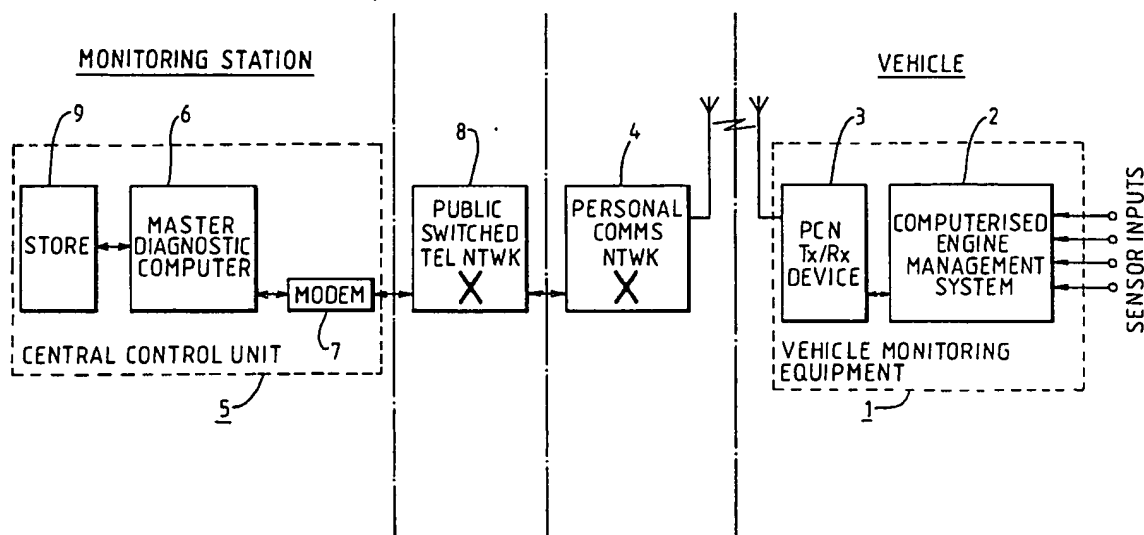 MONITORING STATION
9
6
STORE
MASTER
DIAGNOSTIC
COMPUTER
MODEM
7
CENTRAL CONTROL UNIT
5
8
PUBLIC
SWITCHED
TEL NTWK
X
4
PERSONAL
COMMS
NTWK
X
VEHICLE
3
2
PCN
Tx/Rx
DEVICE
COMPUTERISED
ENGINE
MANAGEMENT
SYSTEM
SENSOR INPUTS
VEHICLE MONITORING
EQUIPMENT
1